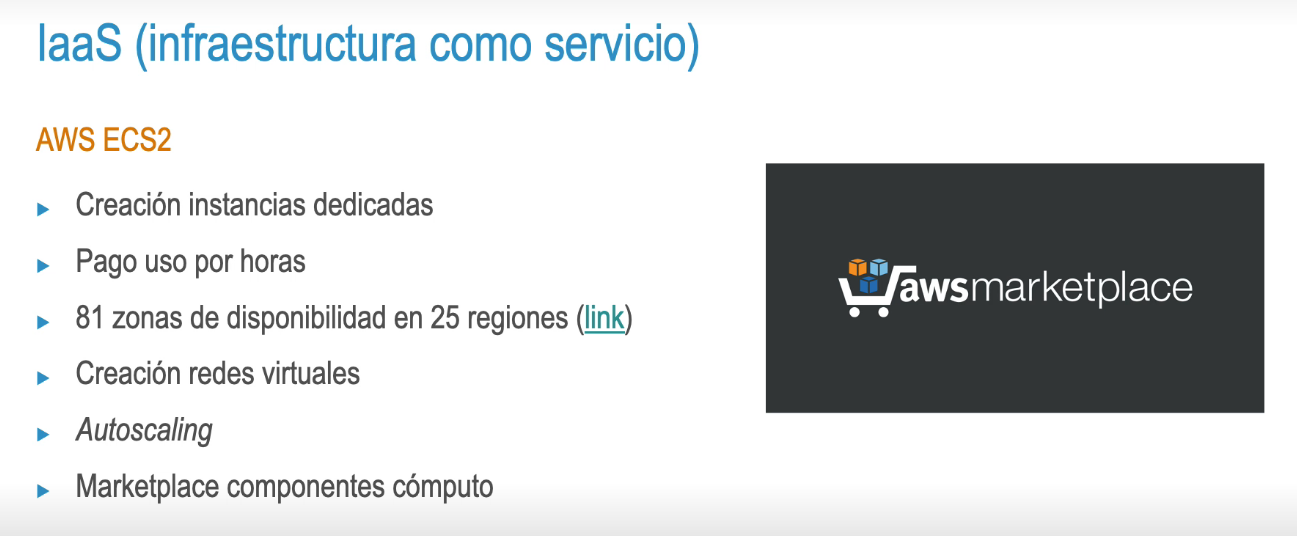 IaaS (infraestructura como servicio)
AWS ECS2
Creación instancias dedicadas
Pago uso por horas
81 zonas de disponibilidad en 25 regiones (link)
Creación redes virtuales
Autoscaling
Marketplace componentes cómputo
awsmarketplace